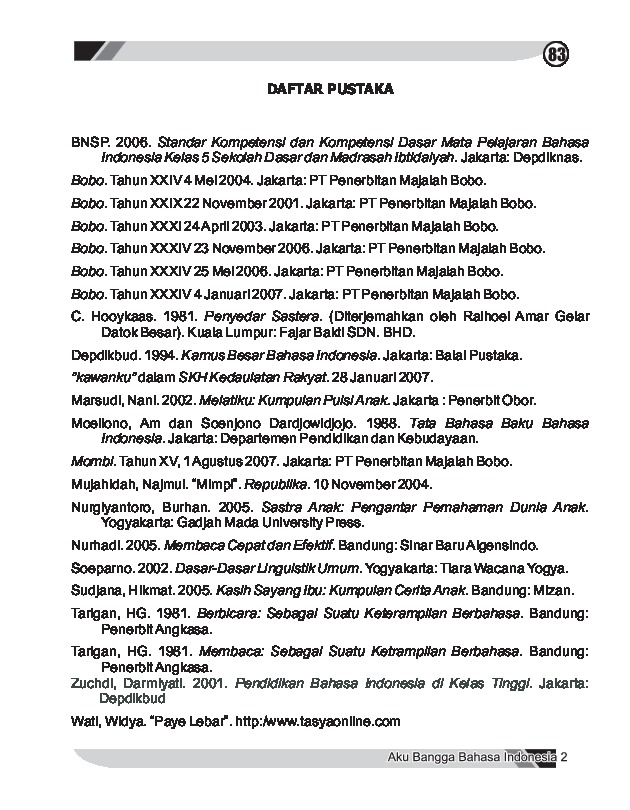 83
DAFTAR PUSTAKA
BNSP. 2006. Standar Kompetensi dan Kompetensi Dasar Mata Pelajaran Bahasa
Indonesia Kelas 5 Sekolah Dasar dan Madrasah Ibtidaiyah. Jakarta: Depdiknas.
Bobo. Tahun XXIV 4 Mei 2004. Jakarta: PT Penerbitan Majalah Bobo.
Bobo. Tahun XXIX 22 November 2001. Jakarta: PT Penerbitan Majalah Bobo.
Bobo. Tahun XXXI 24 April 2003. Jakarta: PT Penerbitan Majalah Bobo.
Bobo. Tahun XXXIV 23 November 2006. Jakarta: PT Penerbitan Majalah Bobo.
Bobo. Tahun XXXIV 25 Mei 2006. Jakarta: PT Penerbitan Majalah Bobo.
Bobo. Tahun XXXIV 4 Januari 2007. Jakarta: PT Penerbitan Majalah Bobo.
C. Hooykaas. 1981. Penyedar Sastera. (Diterjemahkan oleh Raihoel Amar Gelar
Datok Besar). Kuala Lumpur: Fajar Bakti SDN. BHD.
Depdikbud. 1994. Kamus Besar Bahasa Indonesia. Jakarta: Balai Pustaka.
"kawanku" dalam SKH Kedaulatan Rakyat. 28 Januari 2007.
Marsudi, Nani. 2002. Melatiku: Kumpulan Puisi Anak. Jakarta : Penerbit Obor.
Moeliono, Am dan Soenjono Dardjowidjojo. 1988. Tata Bahasa Baku Bahasa
Indonesia. Jakarta: Departemen Pendidikan dan Kebudayaan.
Mombi. Tahun XV, 1 Agustus 2007. Jakarta: PT Penerbitan Majalah Bobo.
Mujahidah, Najmul. "Mimpi". Republika. 10 November 2004.
Nurgiyantoro, Burhan. 2005. Sastra Anak: Pengantar Pemahaman Dunia Anak.
Yogyakarta: Gadjah Mada University Press.
Nurhadi. 2005. Membaca Cepat dan Efektif. Bandung: Sinar Baru Algensindo.
Soeparno. 2002. Dasar-Dasar Linguistik Umum. Yogyakarta: Tiara Wacana Yogya.
Sudjana, Hikmat. 2005. Kasih Sayang Ibu: Kumpulan Cerita Anak. Bandung: Mizan.
Tarigan, HG. 1981. Berbicara: Sebagai Suatu Keterampilan Berbahasa. Bandung:
Penerbit Angkasa.
Tarigan, HG. 1981. Membaca: Sebagai Suatu Ketrampilan Berbahasa. Bandung:
Penerbit Angkasa.
Zuchdi, Darmiyati. 2001. Pendidikan Bahasa Indonesia di Kelas Tinggi. Jakarta:
Depdikbud
Wati, Widya. "Paye Lebar". http:/www.tasyaonline.com
Aku Bangga Bahasa Indonesia 2